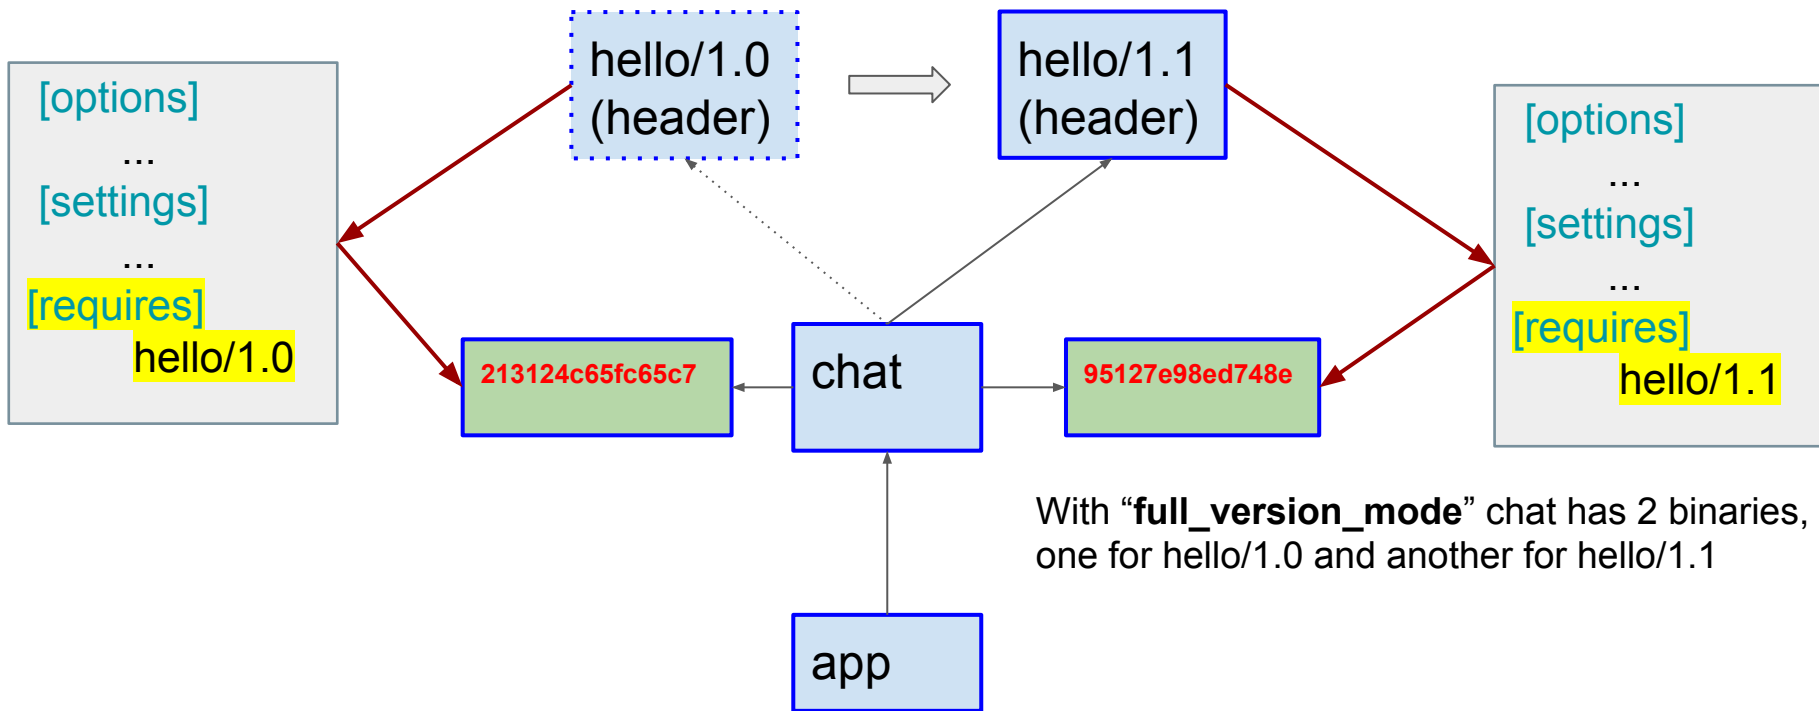 hello/1.0
(header)
hello/1.1
(header)
[options]
...
[settings]
...
[requires]
hello/1.0
[options]
...
[settings]
...
[requires]
hello/1.1
213124c65fc65c7
chat
95127e98ed748e
With “full_version_mode” chat has 2 binaries,
one for hello/1.0 and another for hello/1.1
app